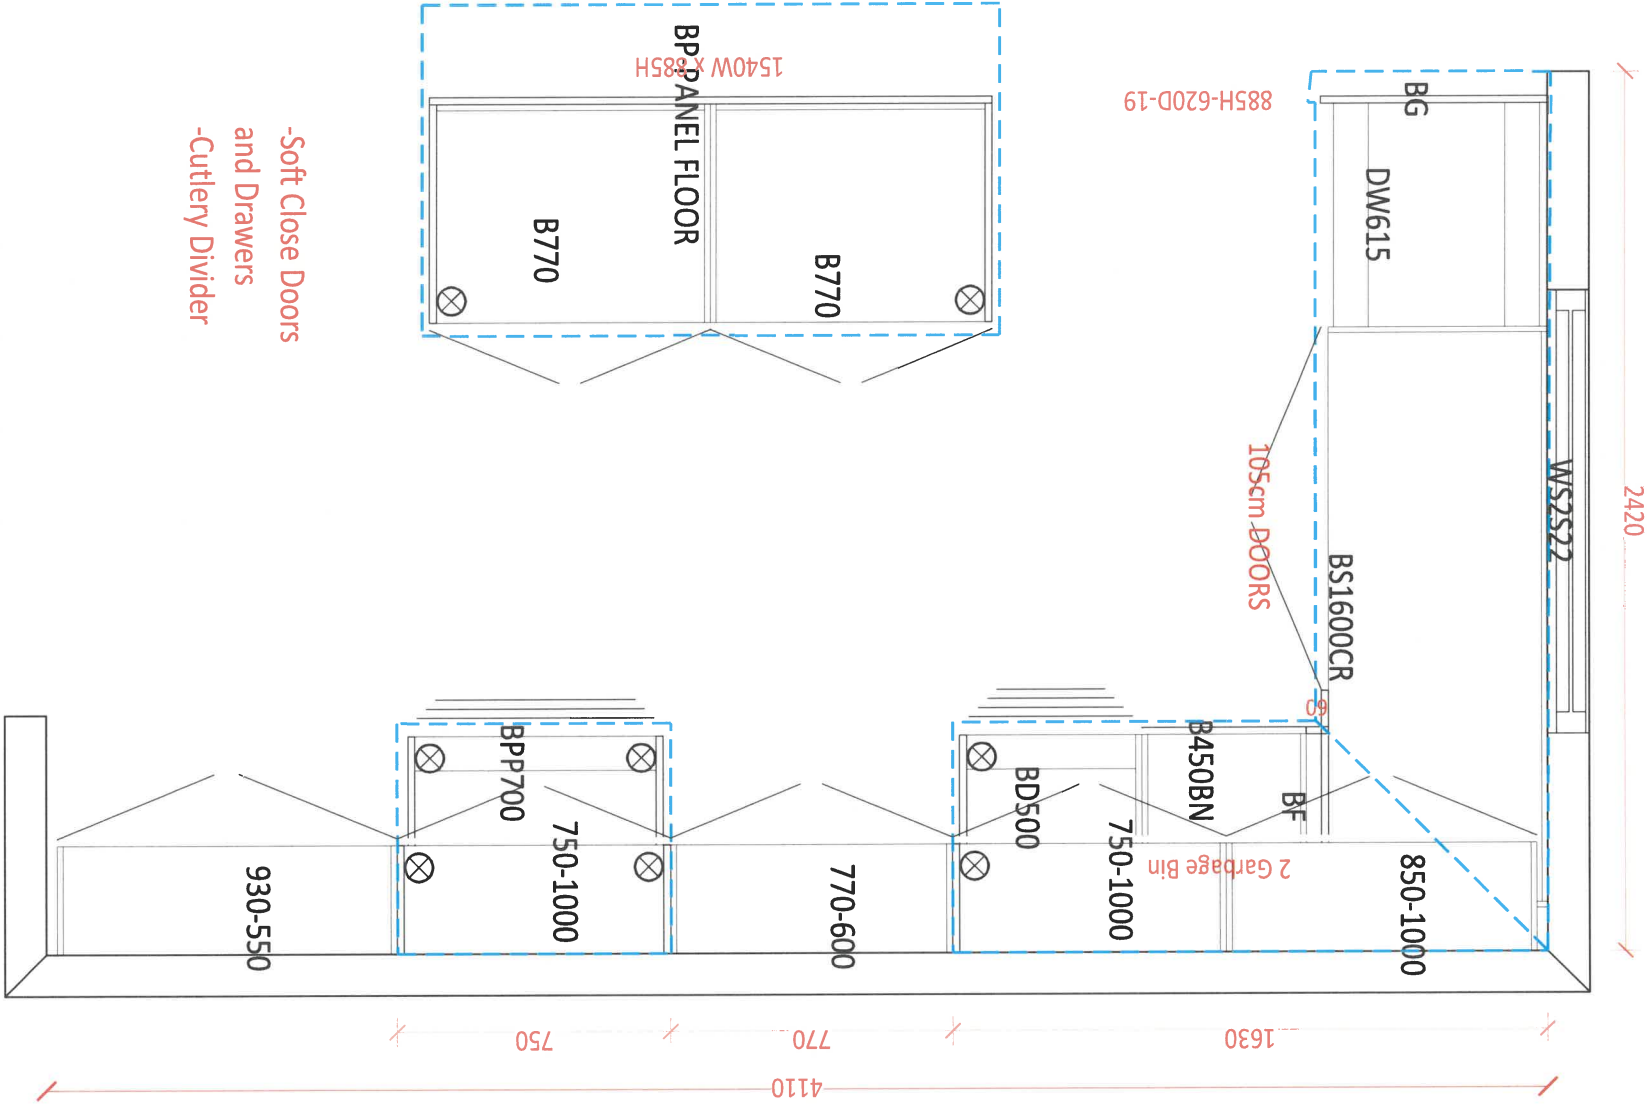 BPPANEL FLOOR
1540W x 885H
885H-620D-19
BG
-Soft Close Doors
and Drawers
-Cutlery Divider
B770
B770
DW615
105cm DOORS
WS2S22
2420
BS1600CR
60
BPP700
BD500
B450BN
BF
930-550
750-1000
770-600
750-1000
2 Garbage Bin
850-1000
750
770
1630
4110